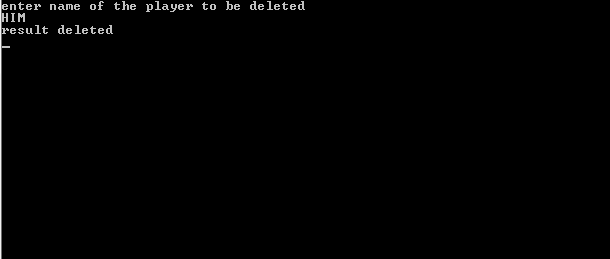 enter name of the player to be deleted
HIM
result deleted